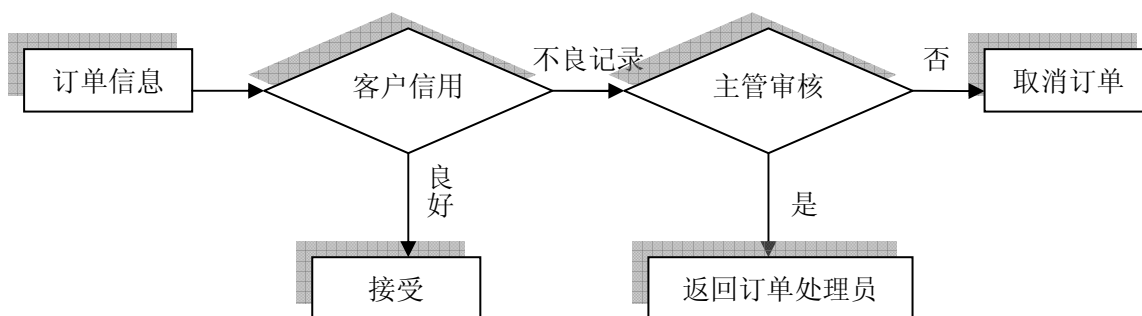 订单信息
客户信用
不良记录
主管审核
否
取消订单
良
好
是
接受
返回订单处理员